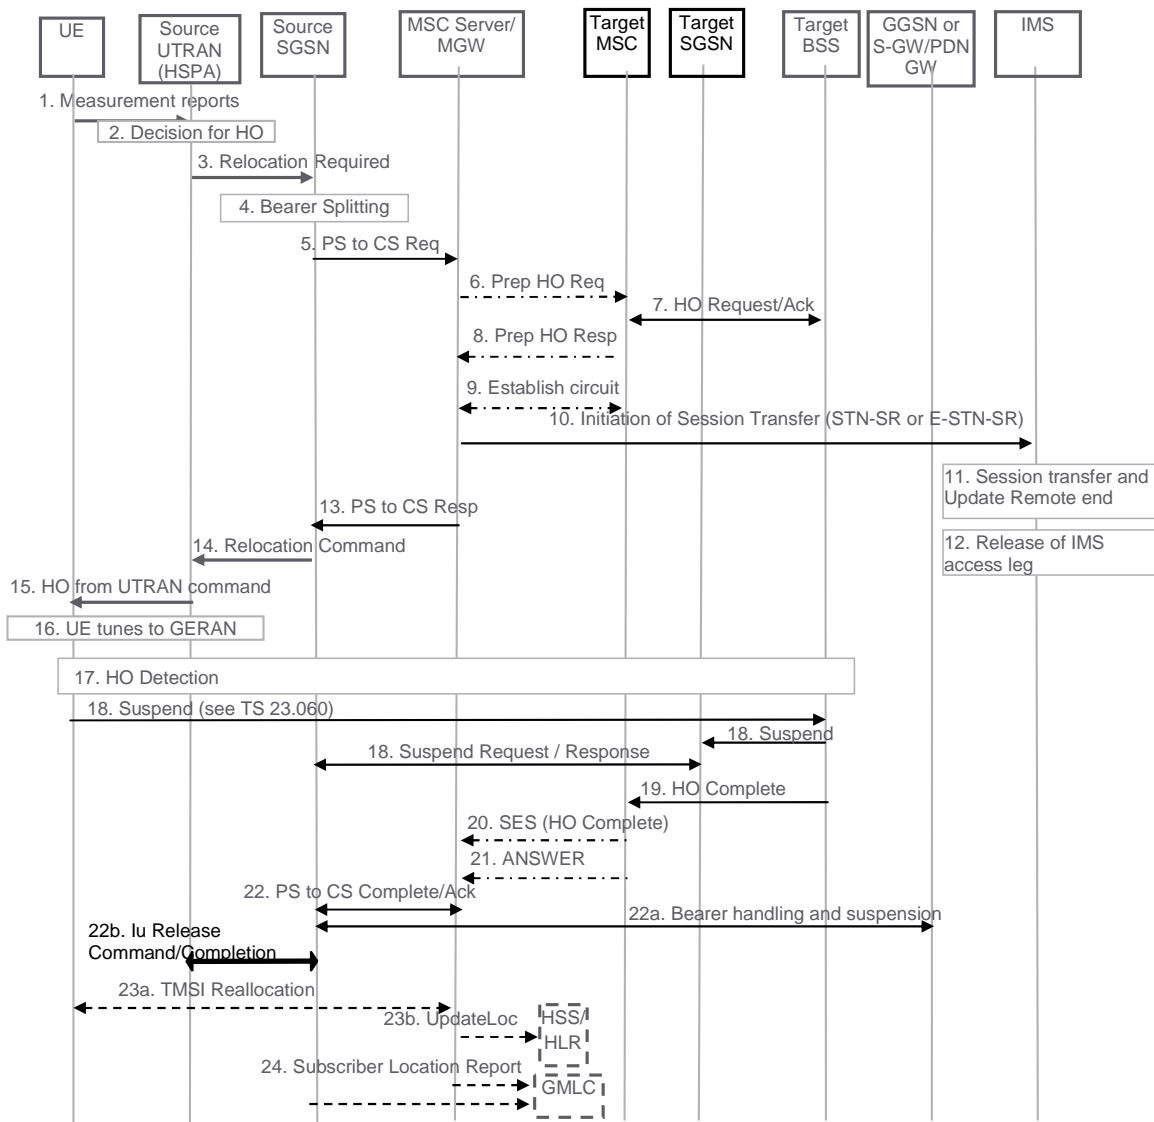 UE
Source
UTRAN
(HSPA)
Source
SGSN
MSC Server/
MGW
Target
MSC
Target
SGSN
Target
BSS
GGSN or
S-GW/PDN
GW
IMS
1. Measurement reports
2. Decision for HO
3. Relocation Required
4. Bearer Splitting
5. PS to CS Req
6. Prep HO Req
7. HO Request/Ack
8. Prep HO Resp
9. Establish circuit
10. Initiation of Session Transfer (STN-SR or E-STN-SR)
11. Session transfer and
Update Remote end
12. Release of IMS
access leg
13. PS to CS Resp
14. Relocation Command
15. HO from UTRAN command
16. UE tunes to GERAN
17. HO Detection
18. Suspend (see TS 23.060)
18. Suspend
18. Suspend Request / Response
19. HO Complete
20. SES (HO Complete)
21. ANSWER
22. PS to CS Complete/Ack
22a. Bearer handling and suspension
22b. Iu Release
Command/Completion
23a. TMSI Reallocation
23b. UpdateLoc
HSS/
HLR
24. Subscriber Location Report
GMLC